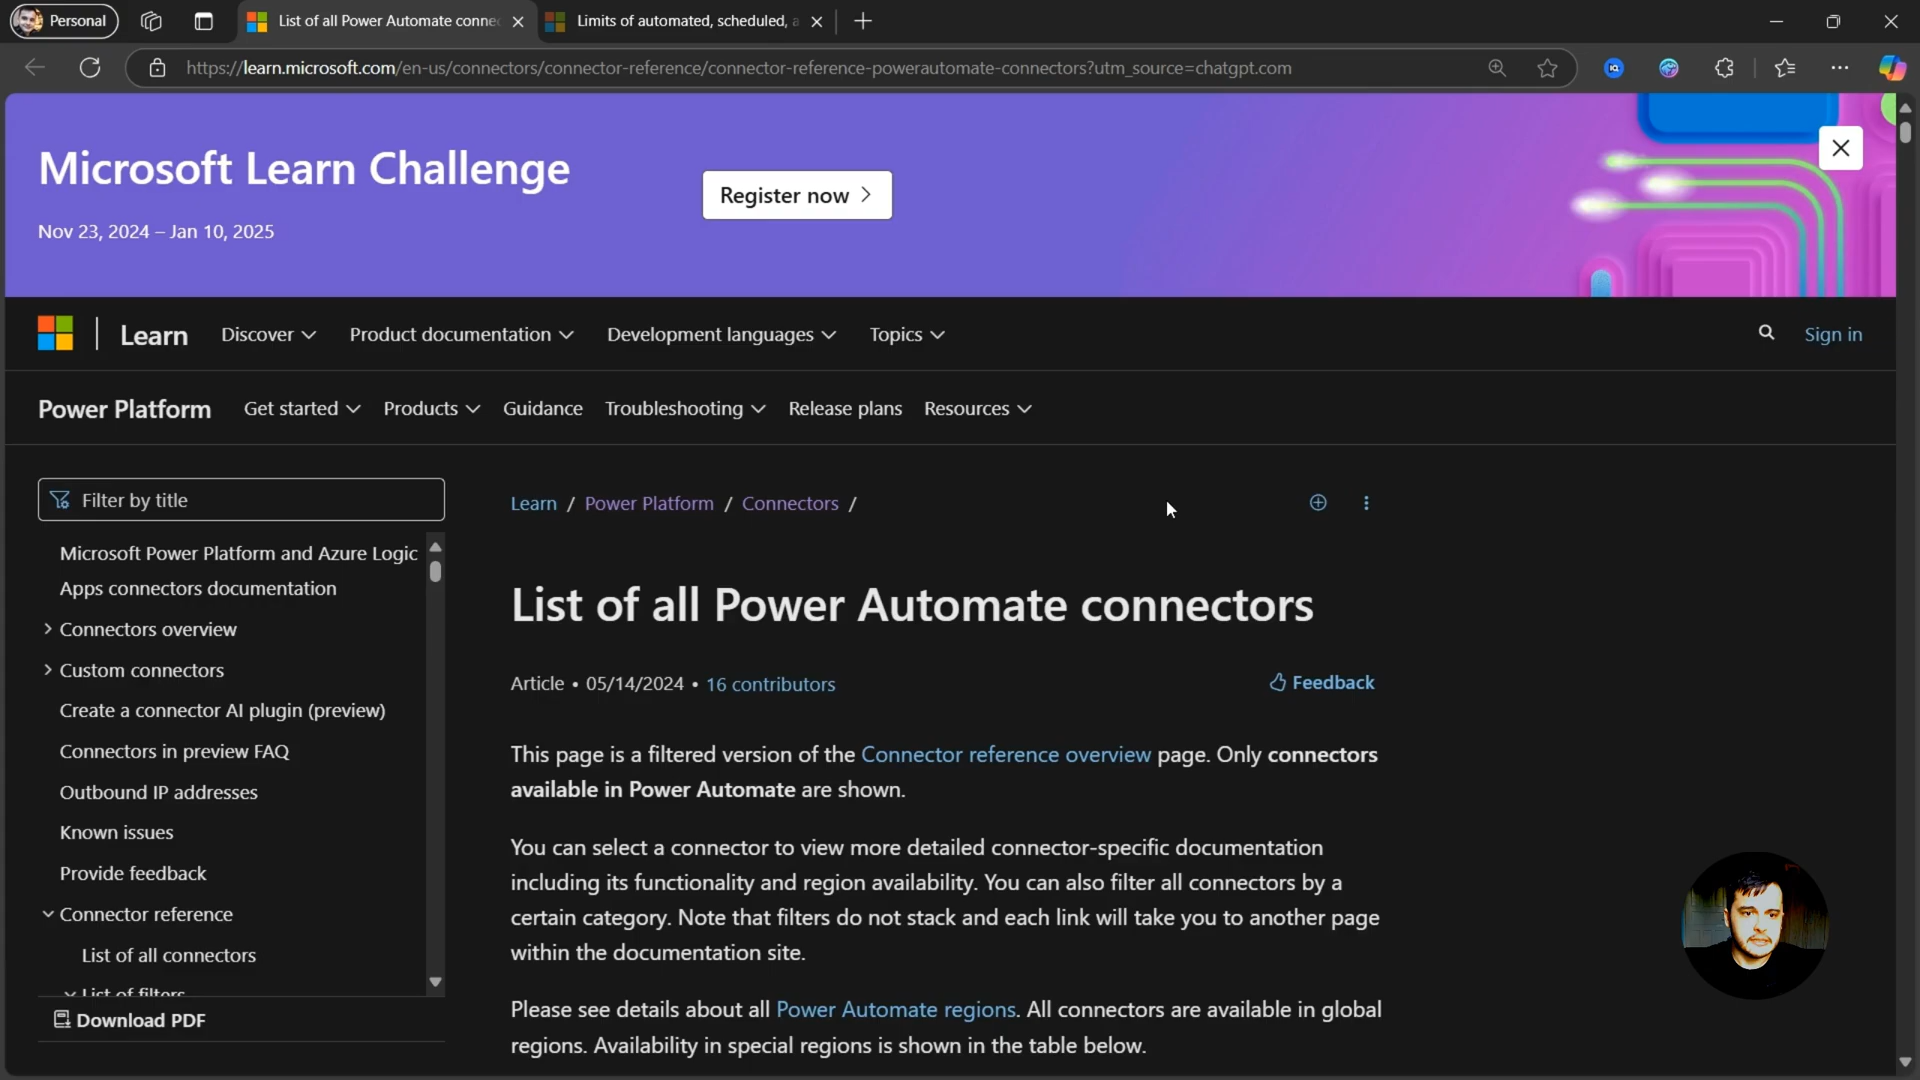 Personal
List of all Power Automate conne
Limits of automated, scheduled, a
https://learn.microsoft.com/en-us/connectors/connector-reference/connector-reference-powerautomate-connectors?utm_source=chatgpt.com
Microsoft Learn Challenge
Nov 23, 2024 – Jan 10, 2025
Register now
Learn
Discover
Product documentation
Development languages
Topics
Sign in
Power Platform
Get started
Products
Guidance
Troubleshooting
Release plans
Resources
Filter by title
Microsoft Power Platform and Azure Logic
Apps connectors documentation
Connectors overview
Custom connectors
Create a connector AI plugin (preview)
Connectors in preview FAQ
Outbound IP addresses
Known issues
Provide feedback
Connector reference
List of all connectors
List of filters
Download PDF
Learn / Power Platform / Connectors /
List of all Power Automate connectors
Article • 05/14/2024 • 16 contributors
Feedback
This page is a filtered version of the Connector reference overview page. Only connectors
available in Power Automate are shown.
You can select a connector to view more detailed connector-specific documentation
including its functionality and region availability. You can also filter all connectors by a
certain category. Note that filters do not stack and each link will take you to another page
within the documentation site.
Please see details about all Power Automate regions. All connectors are available in global
regions. Availability in special regions is shown in the table below.